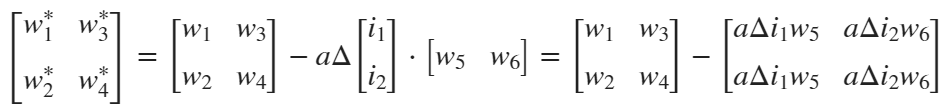 \begin{bmatrix} w_1^* & w_3^* \\ w_2^* & w_4^* \end{bmatrix} = \begin{bmatrix} w_1 & w_3 \\ w_2 & w_4 \end{bmatrix} - a\Delta \begin{bmatrix} i_1 \\ i_2 \end{bmatrix} \cdot \begin{bmatrix} w_5 & w_6 \end{bmatrix} = \begin{bmatrix} w_1 & w_3 \\ w_2 & w_4 \end{bmatrix} - \begin{bmatrix} a\Delta i_1 w_5 & a\Delta i_2 w_6 \\ a\Delta i_1 w_5 & a\Delta i_2 w_6 \end{bmatrix}